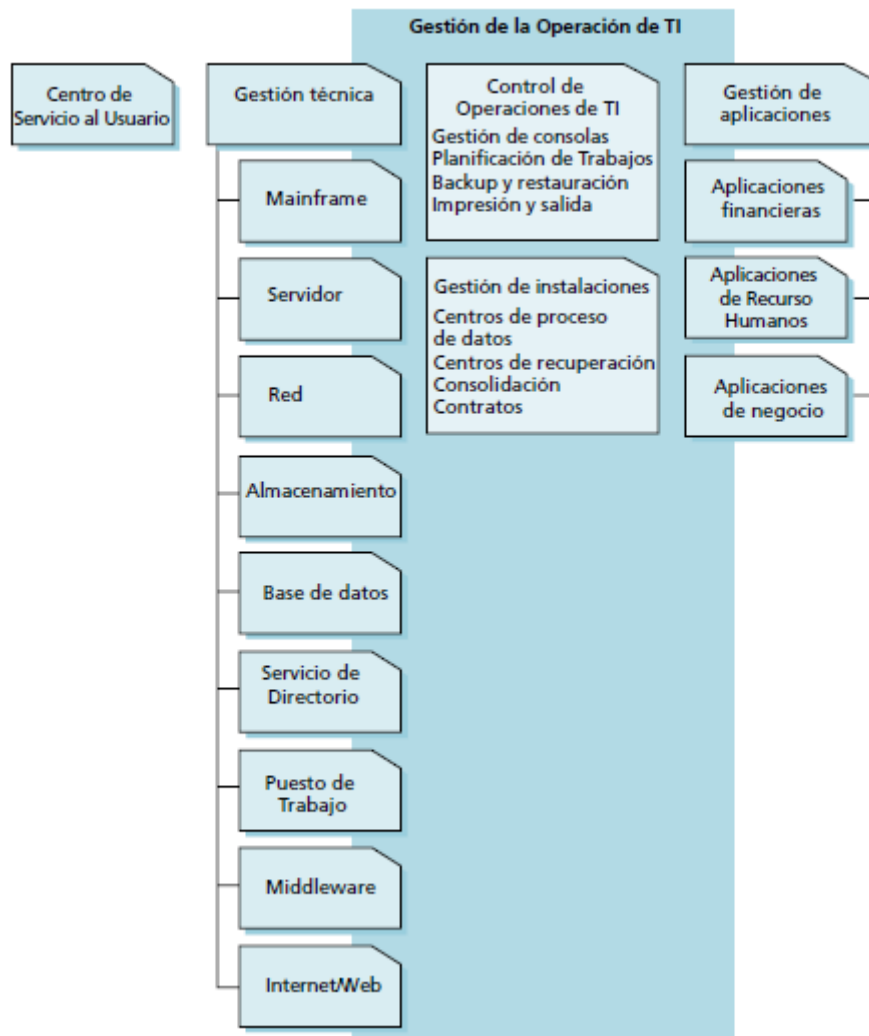 Gestión de la Operación de TI
Centro de
Servicio al Usuario
Gestión técnica
Mainframe
Servidor
Red
Almacenamiento
Base de datos
Servicio de
Directorio
Puesto de
Trabajo
Middleware
Internet/Web
Control de
Operaciones de TI
Gestión de consolas
Planificación de Trabajos
Backup y restauración
Impresión y salida
Gestión de instalaciones
Centros de proceso
de datos
Centros de recuperación
Consolidación
Contratos
Gestión de
aplicaciones
Aplicaciones
financieras
Aplicaciones
de Recurso
Humanos
Aplicaciones
de negocio